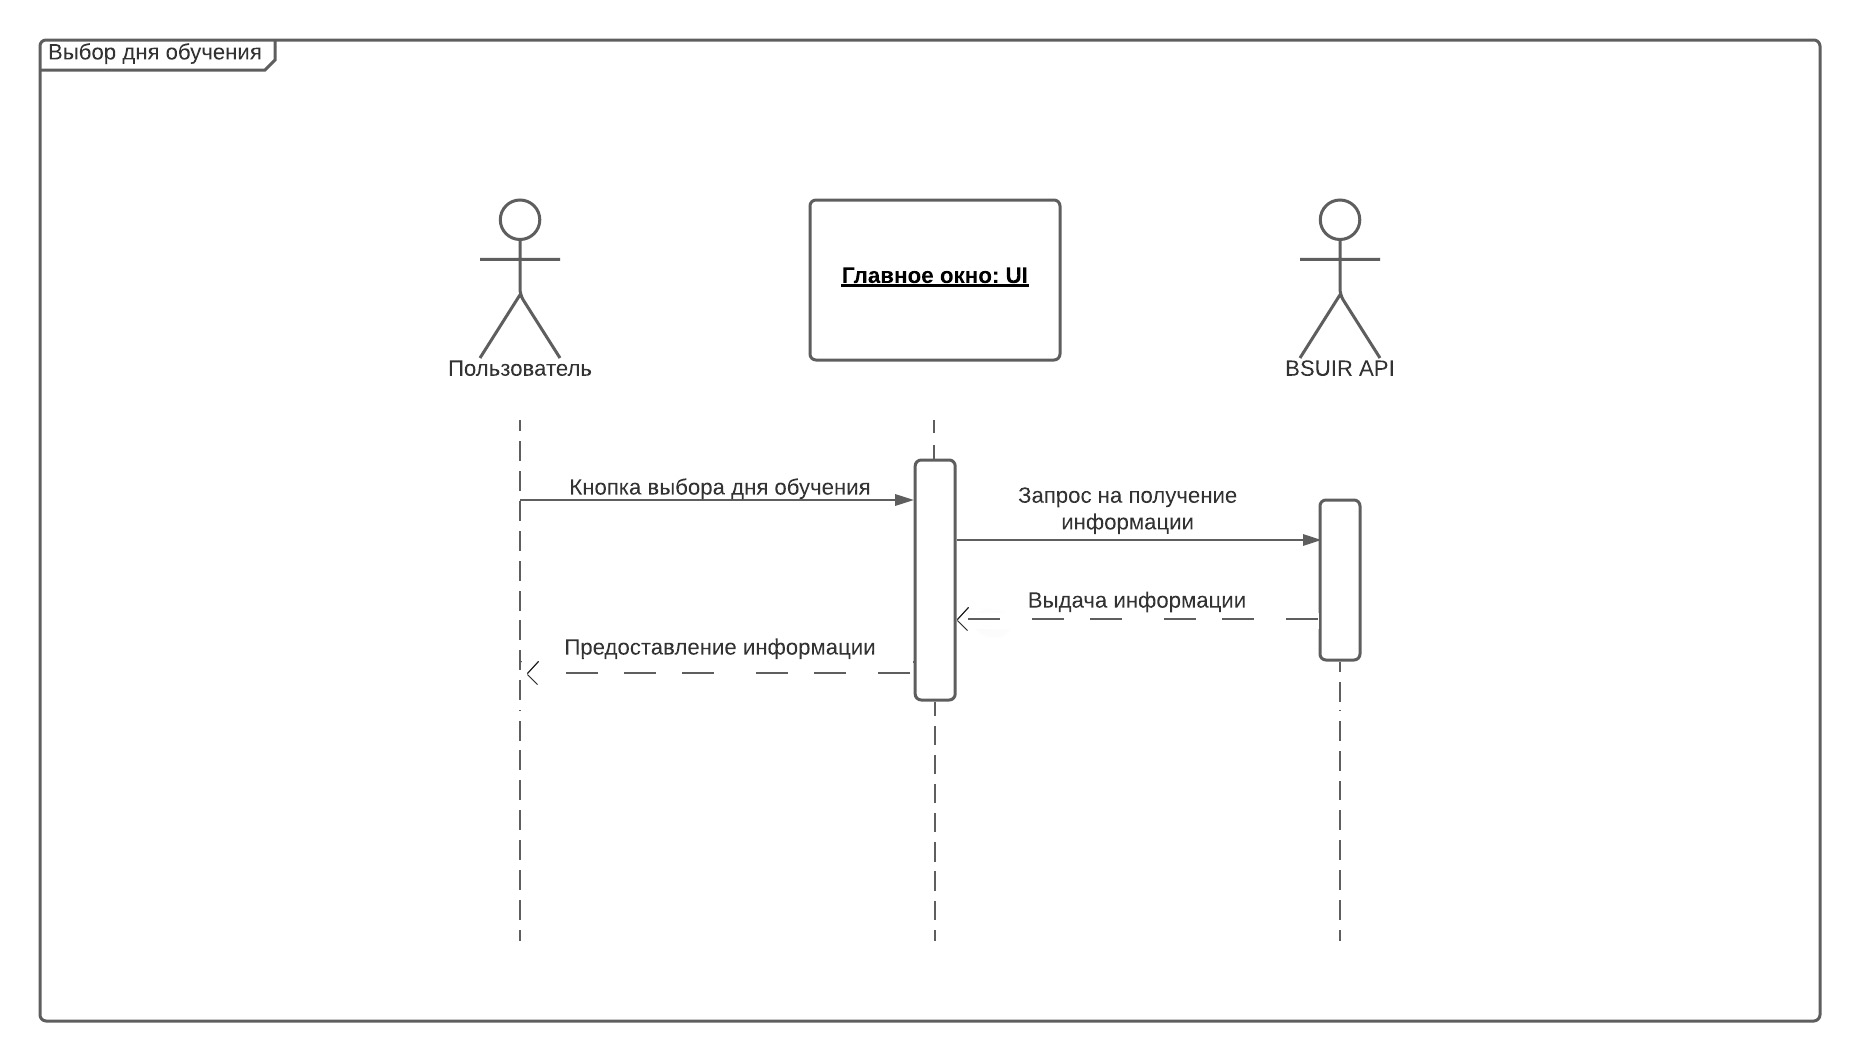 Выбор дня обучения
Главное окно: UI
Пользователь
BSUIR API
Кнопка выбора дня обучения
Запрос на получение
информации
Выдача информации
Предоставление информации